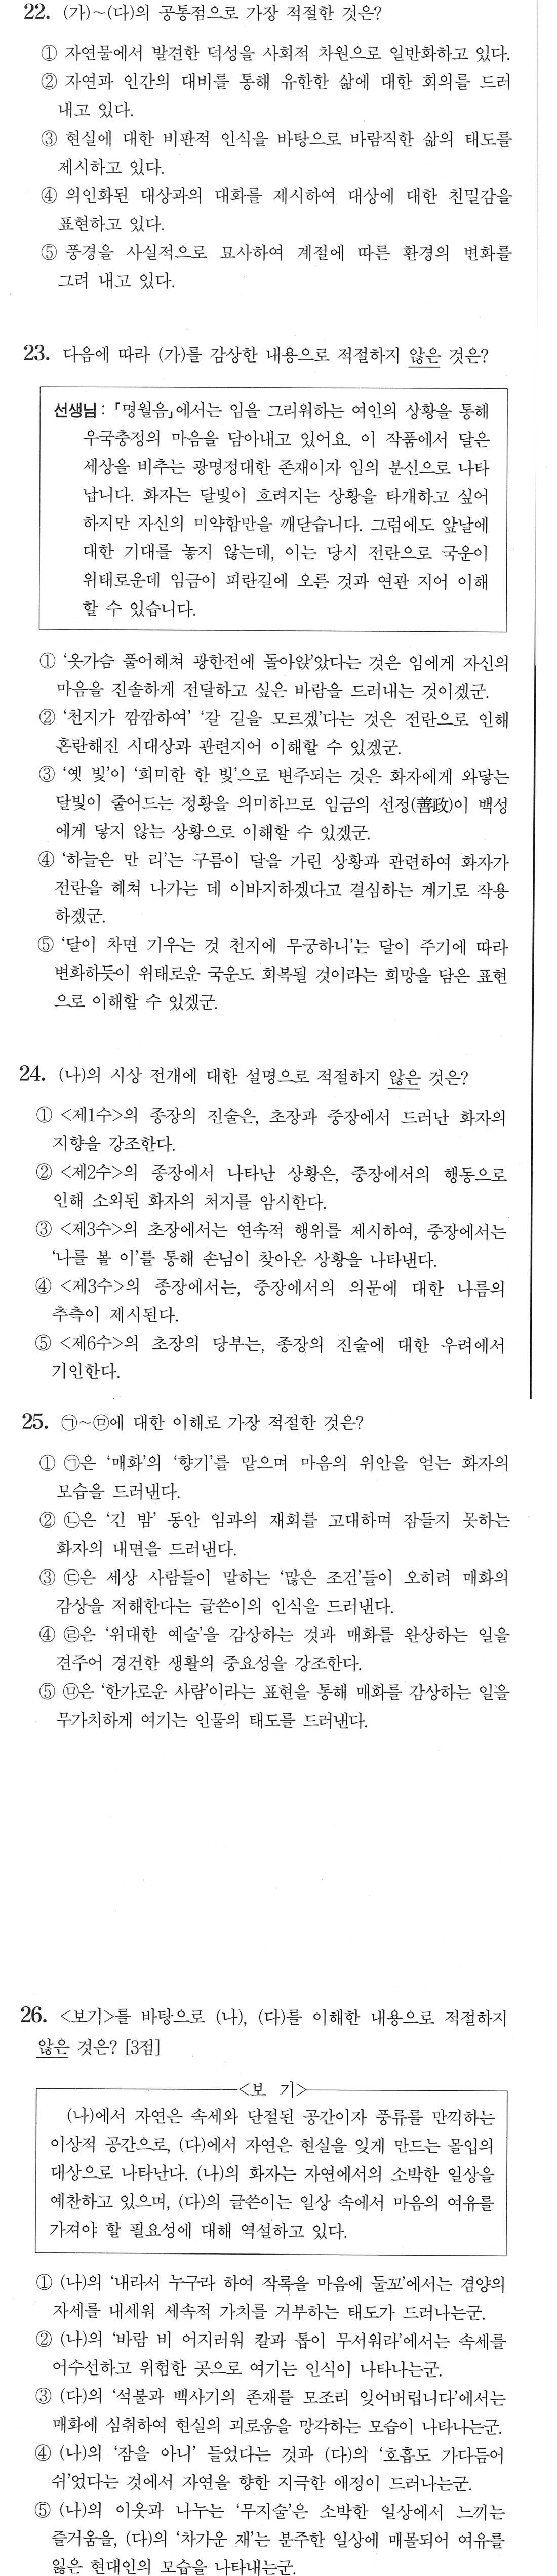 22. (가)~(다)의 공통점으로 가장 적절한 것은?
① 자연물에서 발견한 덕성을 사회적 차원으로 일반화하고 있다.
② 자연과 인간의 대비를 통해 유한한 삶에 대한 회의를 드러
내고 있다.
③ 현실에 대한 비판적 인식을 바탕으로 바람직한 삶의 태도를
제시하고 있다.
④ 의인화된 대상과의 대화를 제시하여 대상에 대한 친밀감을
표현하고 있다.
⑤ 풍경을 사실적으로 묘사하여 계절에 따른 환경의 변화를
그려 내고 있다.
23. 다음에 따라 (가)를 감상한 내용으로 적절하지 않은 것은?
선생님 : 「명월음」에서는 임을 그리워하는 여인의 상황을 통해
우국충정의 마음을 담아내고 있어요. 이 작품에서 달은
세상을 비추는 광명정대한 존재이자 임의 분신으로 나타
납니다. 화자는 달빛이 흐려지는 상황을 타개하고 싶어
하지만 자신의 미약함만을 깨닫습니다. 그럼에도 앞날에
대한 기대를 놓지 않는데, 이는 당시 전란으로 국운이
위태로운데 임금이 피란길에 오른 것과 연관 지어 이해
할 수 있습니다.
① ‘옷가슴 풀어헤쳐 광한전에 돌아앉’았다는 것은 임에게 자신의
마음을 진솔하게 전달하고 싶은 바람을 드러내는 것이겠군.
② ‘천지가 깜깜하여’ ‘갈 길을 모르겠’다는 것은 전란으로 인해
혼란해진 시대상과 관련지어 이해할 수 있겠군.
③ ‘옛 빛’이 ‘희미한 한 빛’으로 변주되는 것은 화자에게 와닿는
달빛이 줄어드는 정황을 의미하므로 임금의 선정(善政)이 백성
에게 닿지 않는 상황으로 이해할 수 있겠군.
④ ‘하늘은 만 리’는 구름이 달을 가린 상황과 관련하여 화자가
전란을 헤쳐 나가는 데 이바지하겠다고 결심하는 계기로 작용
하겠군.
⑤ ‘달이 차면 기우는 것 천지에 무궁하니’는 달이 주기에 따라
변화하듯이 위태로운 국운도 회복될 것이라는 희망을 담은 표현
으로 이해할 수 있겠군.
24. (나)의 시상 전개에 대한 설명으로 적절하지 않은 것은?
① <제1수>의 종장의 진술은, 초장과 중장에서 드러난 화자의
지향을 강조한다.
② <제2수>의 종장에서 나타난 상황은, 중장에서의 행동으로
인해 소외된 화자의 처지를 암시한다.
③ <제3수>의 초장에서는 연속적 행위를 제시하여, 중장에서는
‘나를 볼 이’를 통해 손님이 찾아온 상황을 나타낸다.
④ <제3수>의 종장에서는, 중장에서의 의문에 대한 나름의
추측이 제시된다.
⑤ <제6수>의 초장의 당부는, 종장의 진술에 대한 우려에서
기인한다.
25. ㉠~㉤에 대한 이해로 가장 적절한 것은?
① ㉠은 ‘매화’의 ‘향기’를 맡으며 마음의 위안을 얻는 화자의
모습을 드러낸다.
② ㉡은 ‘긴 밤’ 동안 임과의 재회를 고대하며 잠들지 못하는
화자의 내면을 드러낸다.
③ ㉢은 세상 사람들이 말하는 ‘많은 조건’들이 오히려 매화의
감상을 저해한다는 글쓴이의 인식을 드러낸다.
④ ㉣은 ‘위대한 예술’을 감상하는 것과 매화를 완상하는 일을
견주어 경건한 생활의 중요성을 강조한다.
⑤ ㉤은 ‘한가로운 사람’이라는 표현을 통해 매화를 감상하는 일을
무가치하게 여기는 인물의 태도를 드러낸다.
26. <보기>를 바탕으로 (나), (다)를 이해한 내용으로 적절하지
않은 것은? [3점]
<보 기>
(나)에서 자연은 속세와 단절된 공간이자 풍류를 만끽하는
이상적 공간으로, (다)에서 자연은 현실을 잊게 만드는 몰입의
대상으로 나타난다. (나)의 화자는 자연에서의 소박한 일상을
예찬하고 있으며, (다)의 글쓴이는 일상 속에서 마음의 여유를
가져야 할 필요성에 대해 역설하고 있다.
① (나)의 ‘내라서 누구라 하여 작록을 마음에 둘꼬’에서는 겸양의
자세를 내세워 세속적 가치를 거부하는 태도가 드러나는군.
② (나)의 ‘바람 비 어지러워 칼과 톱이 무서워라’에서는 속세를
어수선하고 위험한 곳으로 여기는 인식이 나타나는군.
③ (다)의 ‘석불과 백사기의 존재를 모조리 잊어버립니다’에서는
매화에 심취하여 현실의 괴로움을 망각하는 모습이 나타나는군.
④ (나)의 ‘잠을 아니’ 들었다는 것과 (다)의 ‘호흡도 가다듬어
쉬’었다는 것에서 자연을 향한 지극한 애정이 드러나는군.
⑤ (나)의 이웃과 나누는 ‘무지술’은 소박한 일상에서 느끼는
즐거움을, (다)의 ‘차가운 재’는 분주한 일상에 매몰되어 여유를
잃은 현대인의 모습을 나타내는군.